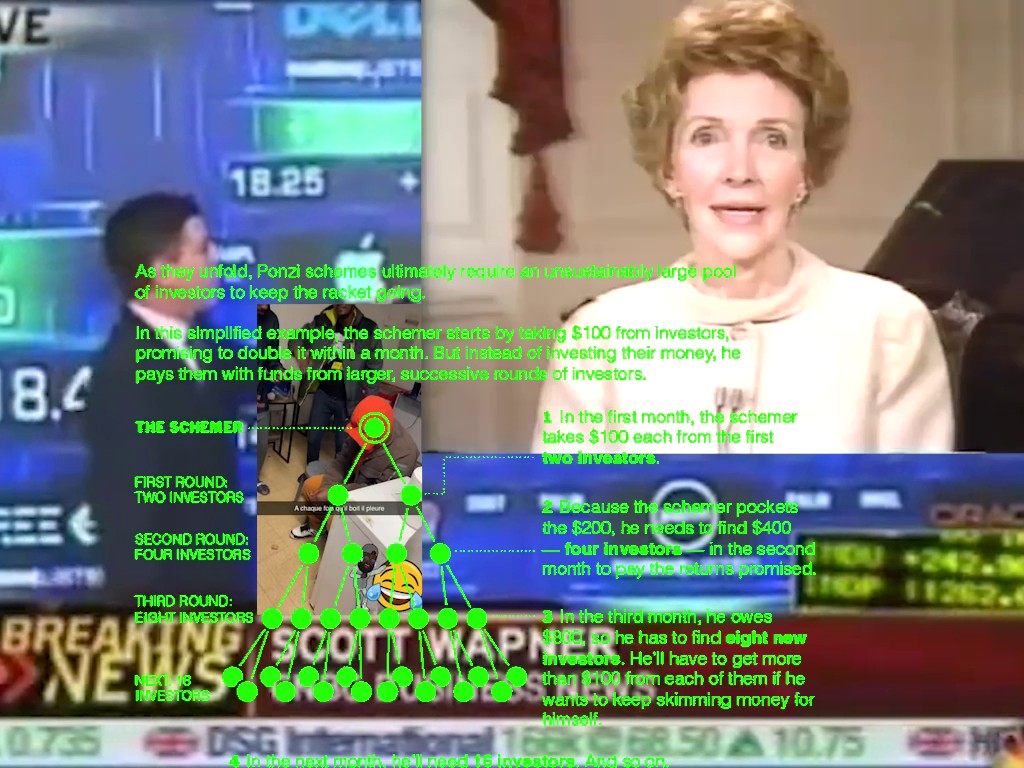 VE
DELL
18.25 +
As they unfold, Ponzi schemes ultimately require an unsustainably large pool
of investors to keep the racket going.
In this simplified example, the schemer starts by taking $100 from investors,
promising to double it within a month. But instead of investing their money, he
pays them with funds from larger, successive rounds of investors.
18.4
THE SCHEMER
1 In the first month, the schemer
takes $100 each from the first
two investors.
FIRST ROUND:
TWO INVESTORS
A chaque fois qu'il boit il pleure
2 Because the schemer pockets
the $200, he needs to find $400
— four investors — in the second
month to pay the returns promised.
SECOND ROUND:
FOUR INVESTORS
THIRD ROUND:
EIGHT INVESTORS
3 In the third month, he owes
$800, so he has to find eight new
investors. He'll have to get more
than $100 from each of them if he
wants to keep skimming money for
himself.
BREAKING
NEWS
SCOTT WAPNER
NEXT: 16
INVESTORS
0.735 DSG International 166K @ 68.50 ▲ 10.75
4 In the next month, he'll need 16 investors. And so on.